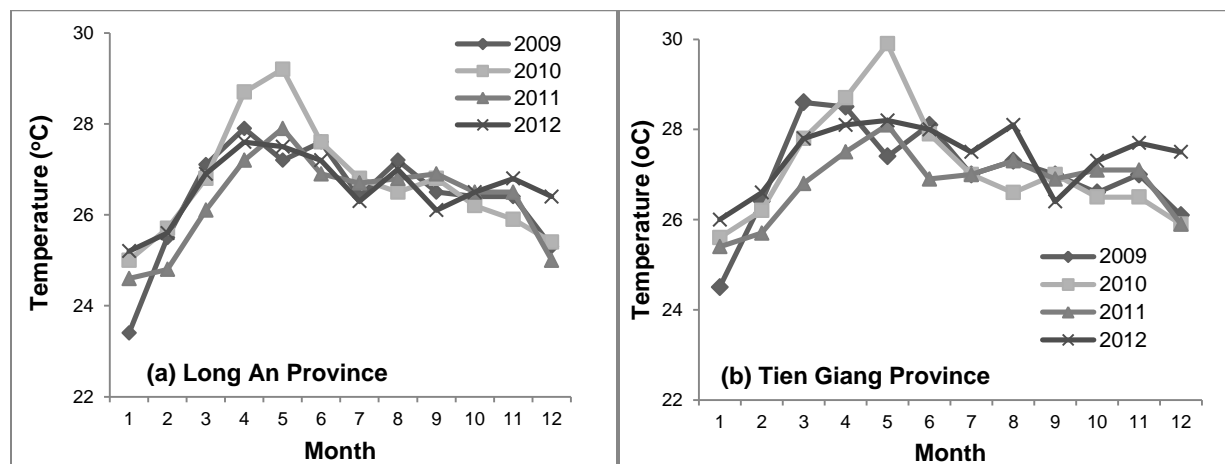 30
28
26
24
22
Temperature (°C)
2009
2010
2011
2012
(a) Long An Province
1 2 3 4 5 6 7 8 9 10 11 12
Month
30
28
26
24
22
Temperature (oC)
2009
2010
2011
2012
(b) Tien Giang Province
1 2 3 4 5 6 7 8 9 10 11 12
Month